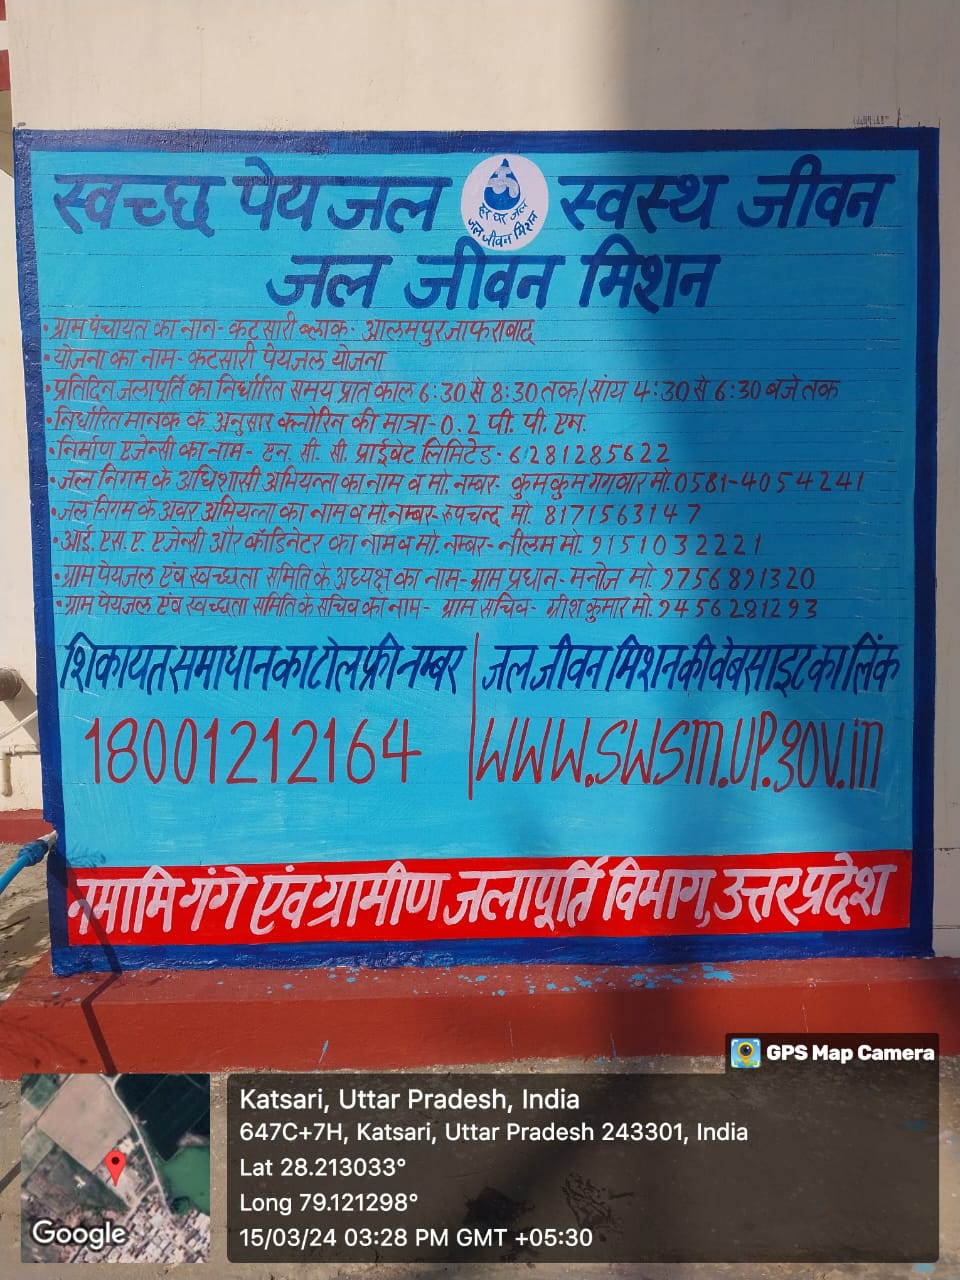 स्वच्छ पेयजल स्वस्थ जीवन
हर घर जल
जल जीवन मिशन
जल जीवन मिशन
• ग्राम पंचायत का नान - कटसारी ब्लाक - आलमपुरजाफराबाद
• योजना का नाम - कटसारी पेयजल योजना
• प्रतिदिन जलापूर्ति का निर्धारित समय प्रात काल 6:30 से 8:30 तक / सांय 4:30 से 6:30 बजे तक
• निर्धारित मानक के अनुसार क्लोरिन की मात्रा - 0.2 पी. पी. एम.
• निर्माण एजेन्सी का नाम - एन. सी. सी. प्राईवेट लिमिटेड - 6281285622
• जल निगम के अधिशासी अभियन्ता का नाम व मो. नम्बर - कुमकुम गंगवार मो. 0581-4054241
• जल निगम के अवर अभियन्ता का नाम व मो. नम्बर - रुपचन्द्र मो. 8171563147
• आई. एस. ए. एजेन्सी और कॉडिनेटर का नाम व मो. नम्बर - नीलम मो. 9151032221
• ग्राम पेयजल एंव स्वच्छता समिति के अध्यक्ष का नाम - ग्राम प्रधान - मनोज मो. 9756891320
• ग्राम पेयजल एंव स्वच्छता समिति के सचिव का नाम - ग्राम सचिव - ग्रीश कुमार मो. 9456281293
शिकायत समाधान का टोल फ्री नम्बर
18001212164
जल जीवन मिशन की वेबसाइट का लिंक
www.swsm.up.gov.in
नमामि गंगे एंव ग्रामीण जलापूर्ति विभाग, उत्तर प्रदेश
GPS Map Camera
Katsari, Uttar Pradesh, India
647C+7H, Katsari, Uttar Pradesh 243301, India
Lat 28.213033°
Long 79.121298°
15/03/24 03:28 PM GMT +05:30
Google